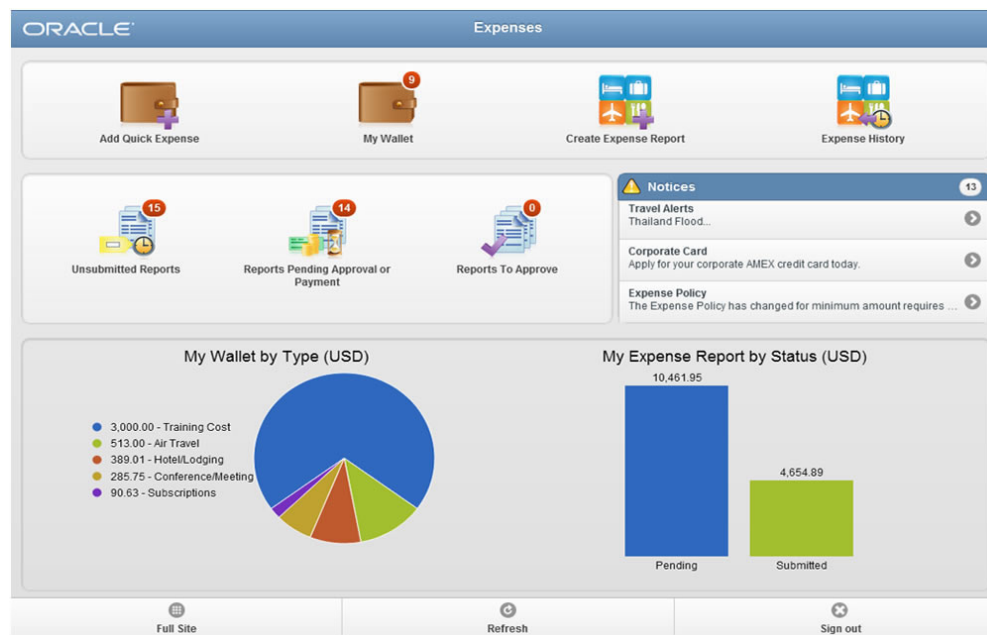 ORACLE
Expenses
Add Quick Expense
9
My Wallet
Create Expense Report
Expense History
15
Unsubmitted Reports
14
Reports Pending Approval or
Payment
0
Reports To Approve
Notices
13
Travel Alerts
Thailand Flood...
Corporate Card
Apply for your corporate AMEX credit card today.
Expense Policy
The Expense Policy has changed for minimum amount requires ...
My Wallet by Type (USD)
3,000.00 - Training Cost
513.00 - Air Travel
389.01 - Hotel/Lodging
285.75 - Conference/Meeting
90.63 - Subscriptions
My Expense Report by Status (USD)
10,461.95
4,654.89
Pending
Submitted
Full Site
Refresh
Sign out